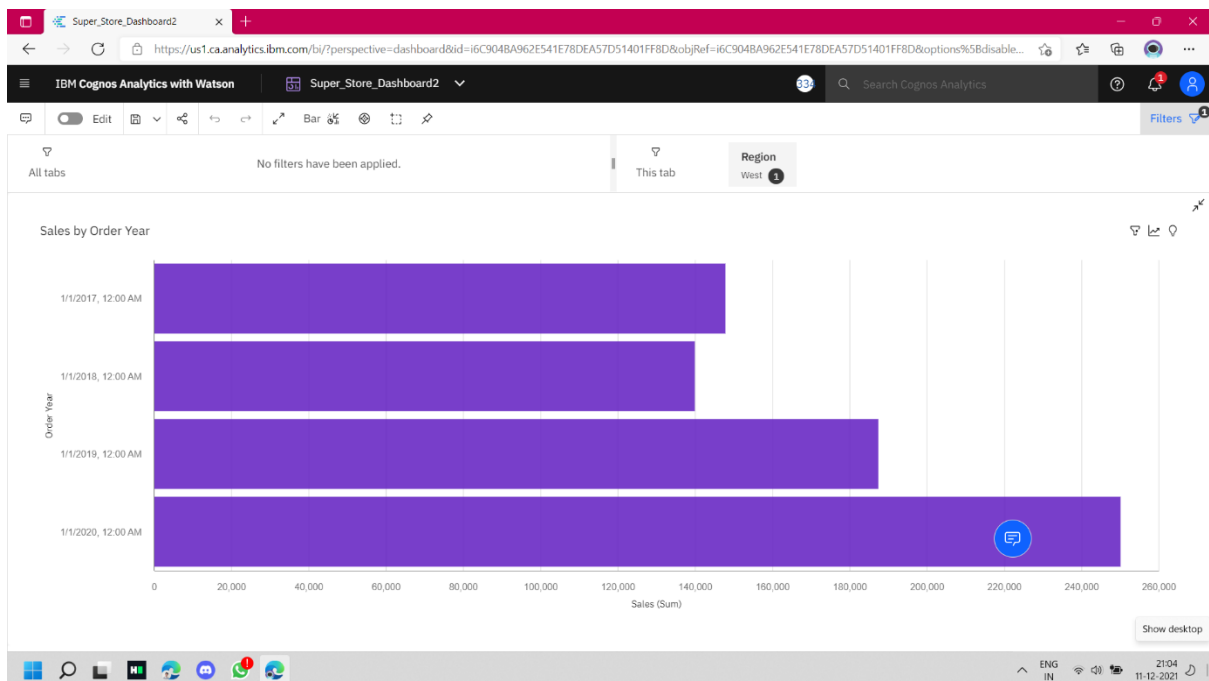 Super_Store_Dashboard2
https://us1.ca.analytics.ibm.com/bi/?perspective=dashboard&id=i6C904BA962E541E78DEA57D51401FF8D&objRef=i6C904BA962E541E78DEA57D51401FF8D&options%5Bdisable...
IBM Cognos Analytics with Watson
Super_Store_Dashboard2
334
Search Cognos Analytics
1
Edit
Bar
Filters
1
All tabs
No filters have been applied.
This tab
Region
West 1
Sales by Order Year
1/1/2017, 12:00 AM
1/1/2018, 12:00 AM
1/1/2019, 12:00 AM
1/1/2020, 12:00 AM
Order Year
0 20,000 40,000 60,000 80,000 100,000 120,000 140,000 160,000 180,000 200,000 220,000 240,000 260,000
Sales (Sum)
Show desktop
ENG
IN
21:04
11-12-2021